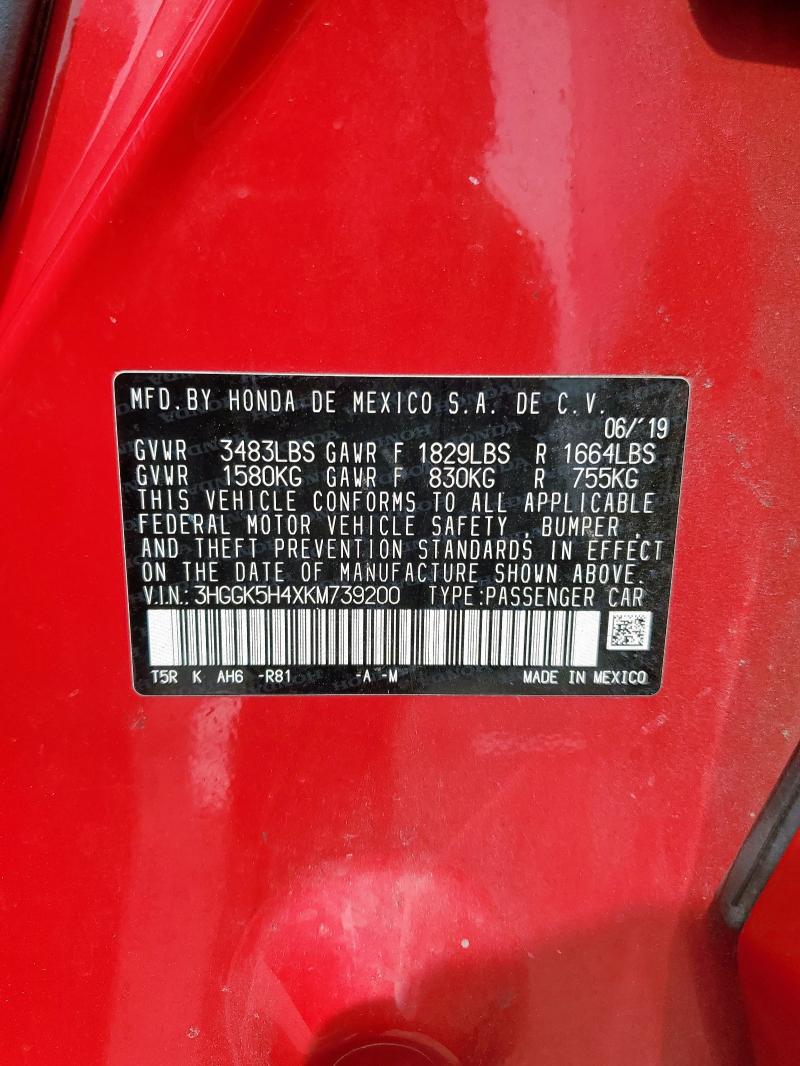 MFD.BY HONDA DE MEXICO S.A. DE C.V.
06/'19
GVWR 3483LBS GAWR F 1829LBS R 1664LBS
GVWR 1580KG GAWR F 830KG R 755KG
THIS VEHICLE CONFORMS TO ALL APPLICABLE
FEDERAL MOTOR VEHICLE SAFETY , BUMPER ,
AND THEFT PREVENTION STANDARDS IN EFFECT
ON THE DATE OF MANUFACTURE SHOWN ABOVE.
V.I.N.: 3HGGK5H4XKM739200 TYPE:PASSENGER CAR
T5R K AH6 -R81 -A -M MADE IN MEXICO